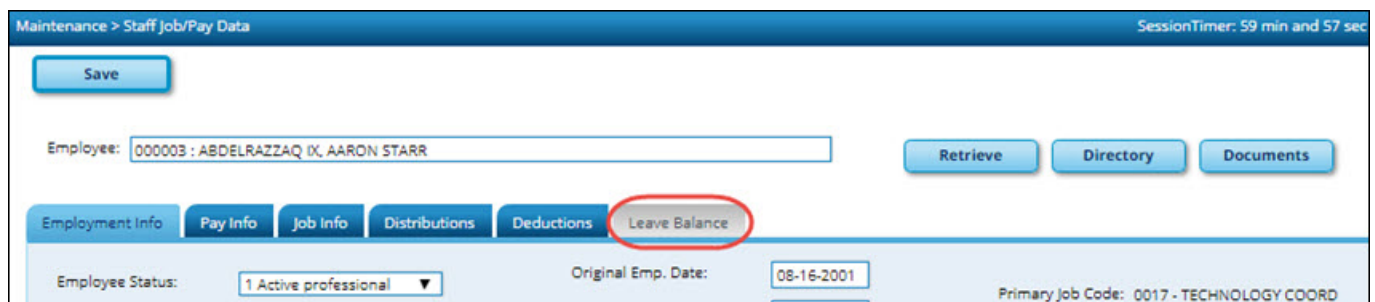 Maintenance > Staff Job/Pay Data SessionTimer: 59 min and 57 sec
Save
Employee: 000003 : ABDELRAZZAQ IX, AARON STARR Retrieve Directory Documents
Employment Info Pay Info Job Info Distributions Deductions Leave Balance
Employee Status: 1 Active professional Original Emp. Date: 08-16-2001
Primary Job Code: 0017 - TECHNOLOGY COORD